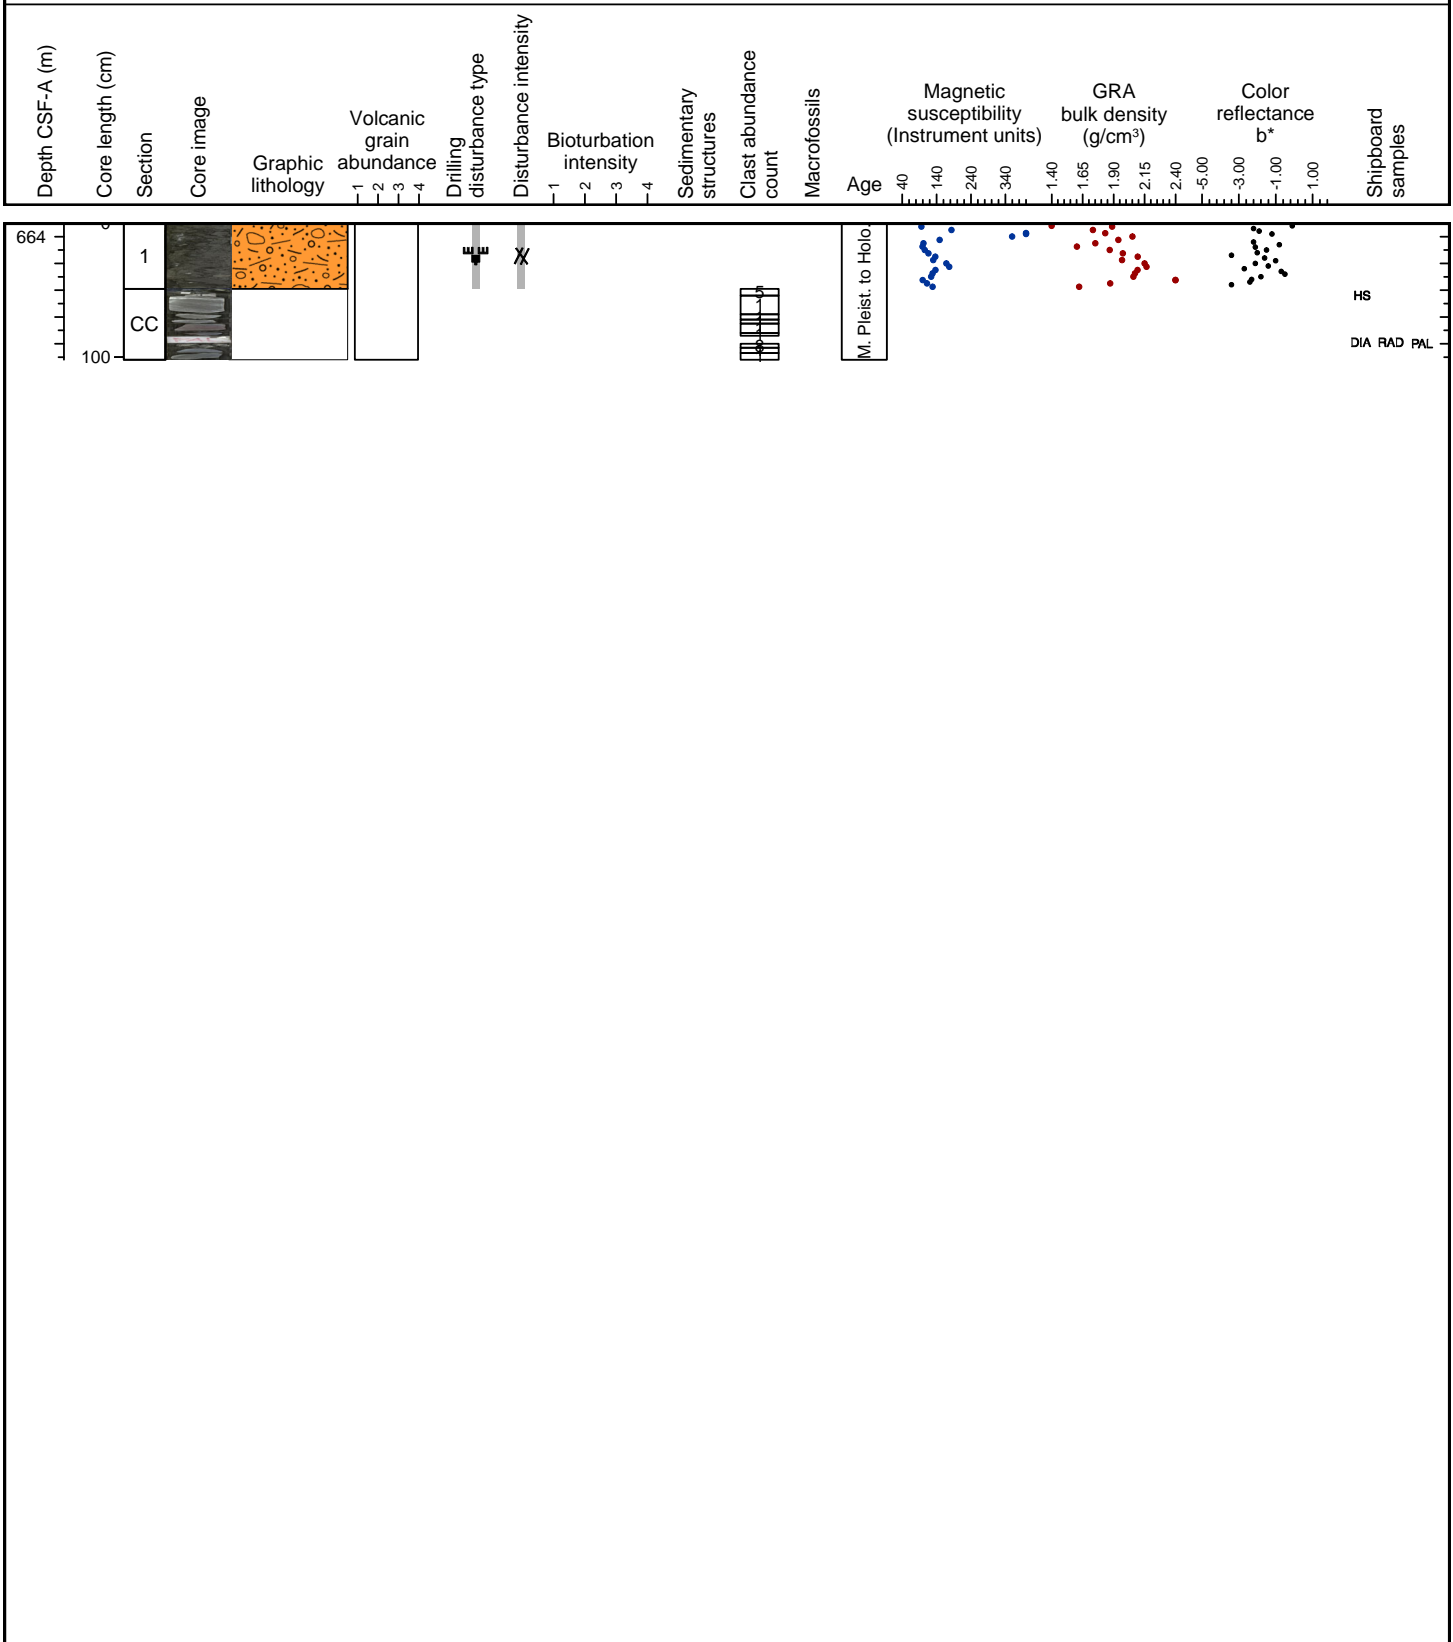 Depth CSF-A (m)
Core length (cm)
Section
Core image
Graphic
lithology
Volcanic
grain
abundance
1 2 3 4
Drilling
disturbance type
Disturbance intensity
Bioturbation
intensity
1 2 3 4
Sedimentary
structures
Clast abundance
count
Macrofossils
Age
Magnetic
susceptibility
(Instrument units)
40 140 240 340
GRA
bulk density
(g/cm³)
1.40 1.65 1.90 2.15 2.40
Color
reflectance
b*
-5.00 -3.00 -1.00 1.00
Shipboard
samples
664
0
1
CC
100
5
1
M. Pleist. to Holo.
HS
DIA RAD PAL